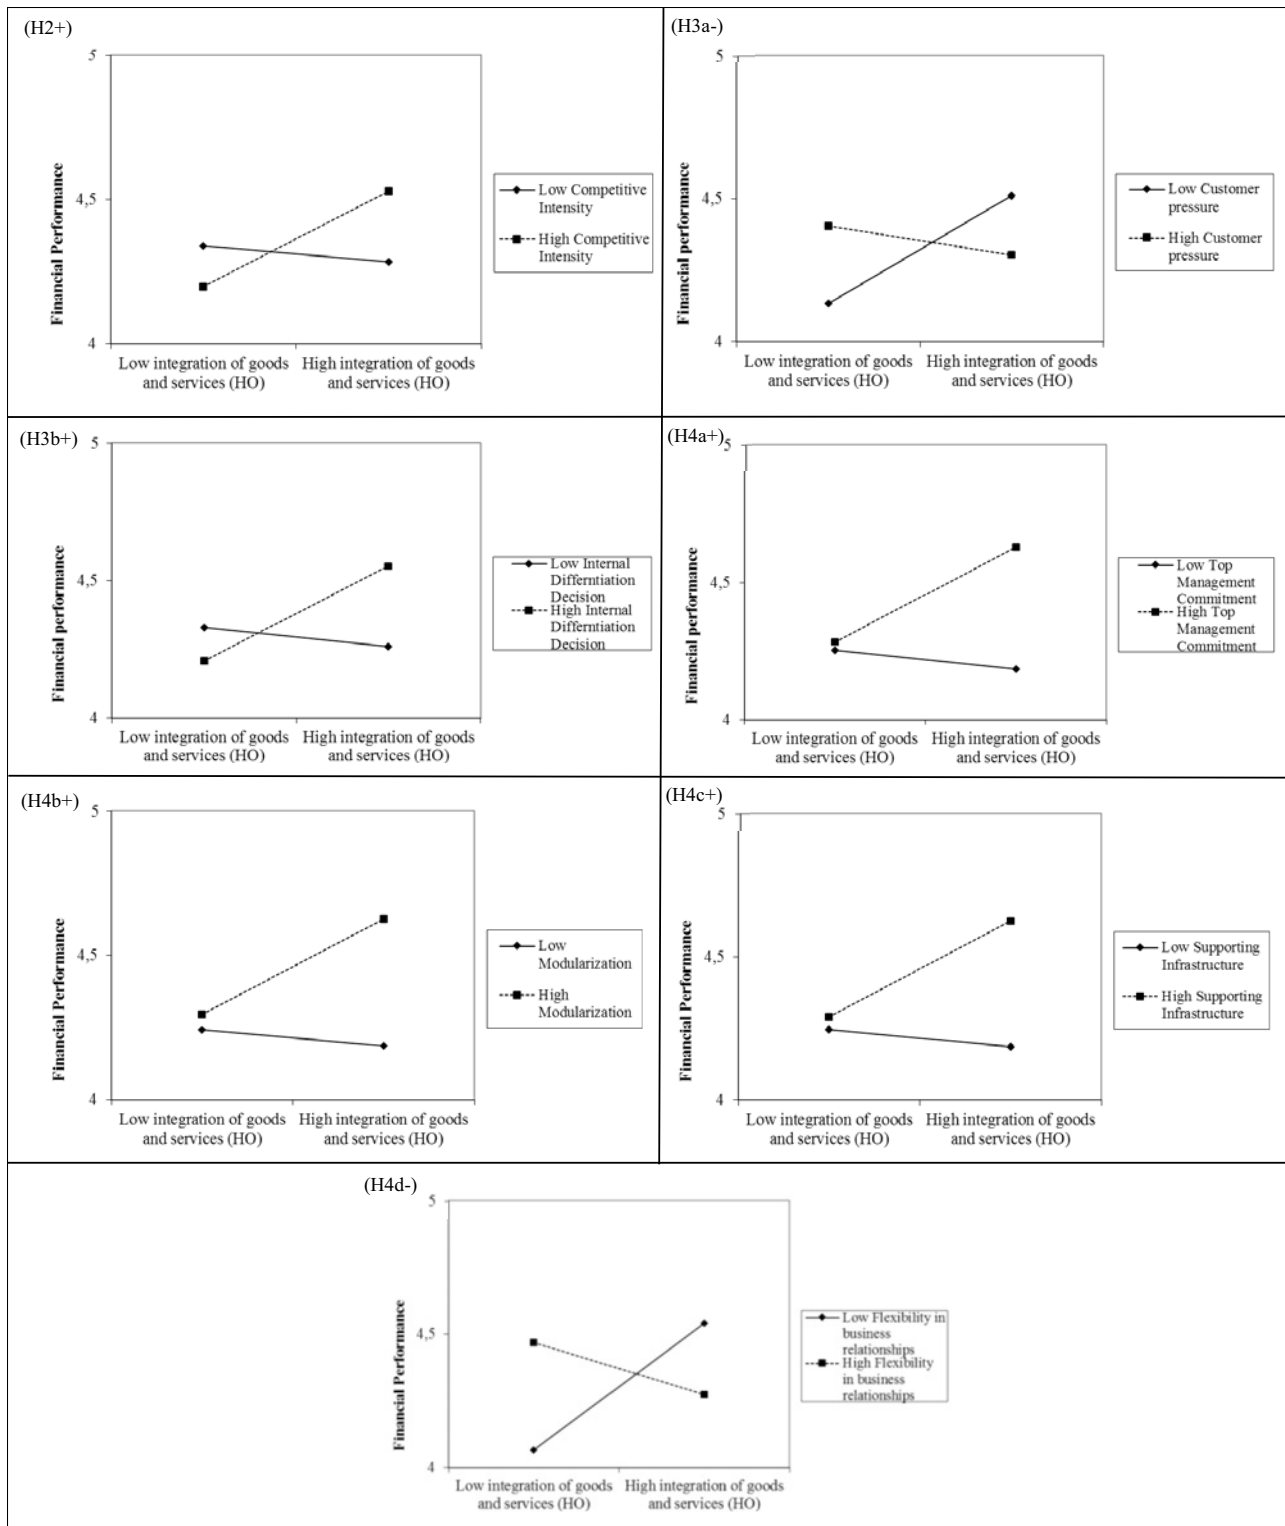 (H2+)
5
4,5
4
Financial Performance
Low integration of goods
and services (HO)
High integration of goods
and services (HO)
Low Competitive
Intensity
High Competitive
Intensity
(H3a-)
5
4,5
4
Financial performance
Low integration of goods
and services (HO)
High integration of goods
and services (HO)
Low Customer
pressure
High Customer
pressure
(H3b+)
5
4,5
4
Financial performance
Low integration of goods
and services (HO)
High integration of goods
and services (HO)
Low Internal
Differntiation
Decision
High Internal
Differntiation
Decision
(H4a+)
5
4,5
4
Financial performance
Low integration of goods
and services (HO)
High integration of goods
and services (HO)
Low Top
Management
Commitment
High Top
Management
Commitment
(H4b+)
5
4,5
4
Financial Performance
Low integration of goods
and services (HO)
High integration of goods
and services (HO)
Low
Modularization
High
Modularization
(H4c+)
5
4,5
4
Financial Performance
Low integration of goods
and services (HO)
High integration of goods
and services (HO)
Low Supporting
Infrastructure
High Supporting
Infrastructure
(H4d-)
5
4,5
4
Financial Performance
Low integration of goods
and services (HO)
High integration of goods
and services (HO)
Low Flexibility in
business
relationships
High Flexibility
in business
relationships